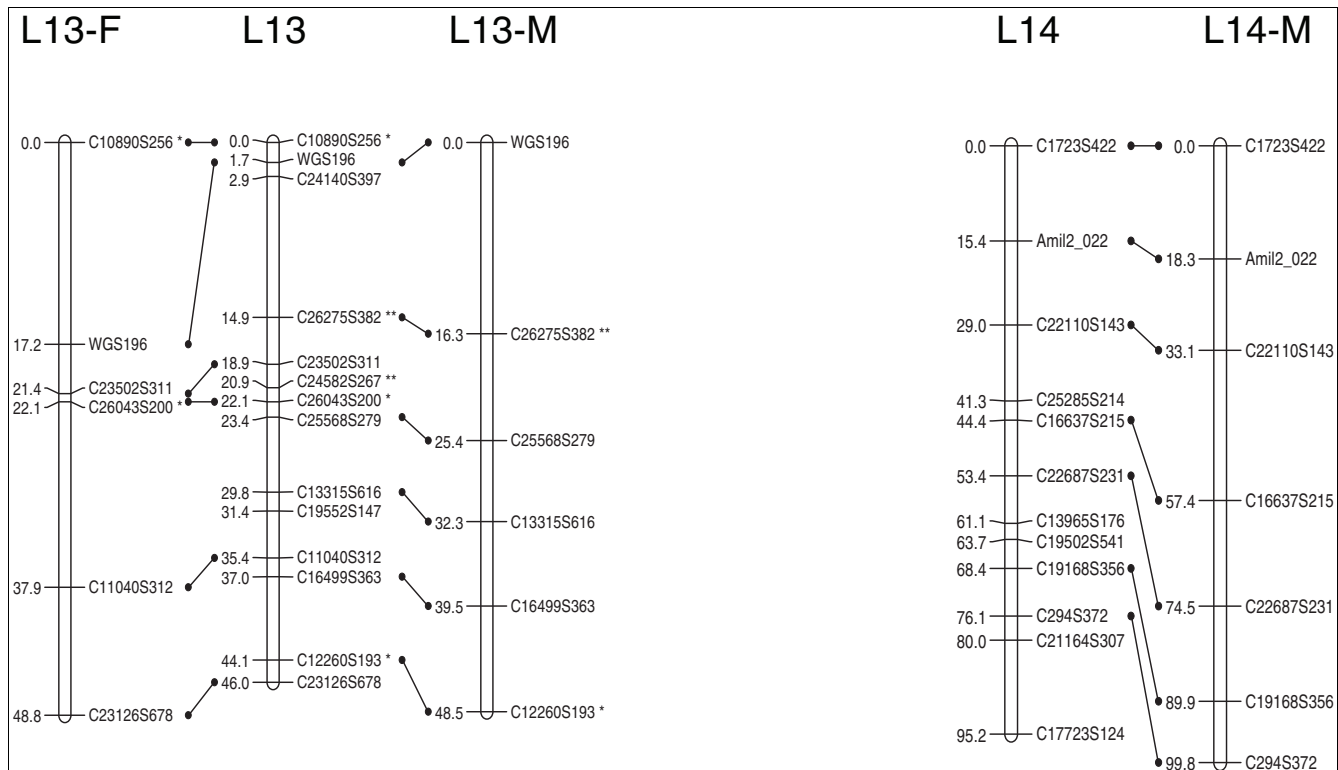 L13-F L13 L13-M L14 L14-M
0.0 C10890S256 *
17.2 WGS196
21.4 C23502S311
22.1 C26043S200 *
37.9 C11040S312
48.8 C23126S678
0.0 C10890S256 *
1.7 WGS196
2.9 C24140S397
14.9 C26275S382 **
18.9 C23502S311
20.9 C24582S267 **
22.1 C26043S200 *
23.4 C25568S279
29.8 C13315S616
31.4 C19552S147
35.4 C11040S312
37.0 C16499S363
44.1 C12260S193 *
46.0 C23126S678
0.0 WGS196
16.3 C26275S382 **
25.4 C25568S279
32.3 C13315S616
39.5 C16499S363
48.5 C12260S193 *
0.0 C1723S422
15.4 Amil2_022
29.0 C22110S143
41.3 C25285S214
44.4 C16637S215
53.4 C22687S231
61.1 C13965S176
63.7 C19502S541
68.4 C19168S356
76.1 C294S372
80.0 C21164S307
95.2 C17723S124
0.0 C1723S422
18.3 Amil2_022
33.1 C22110S143
57.4 C16637S215
74.5 C22687S231
89.9 C19168S356
99.8 C294S372